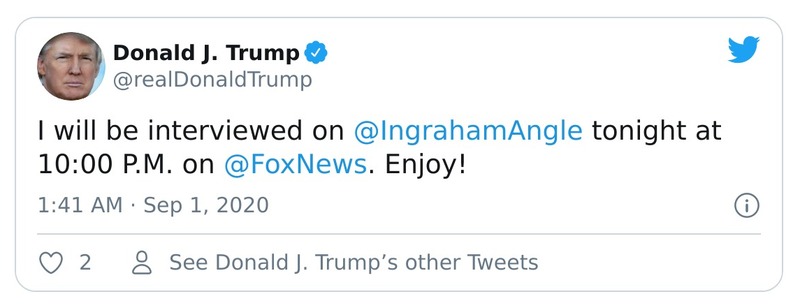 Donald J. Trump
@realDonaldTrump
I will be interviewed on @IngrahamAngle tonight at
10:00 P.M. on @FoxNews. Enjoy!
1:41 AM · Sep 1, 2020
2
See Donald J. Trump’s other Tweets